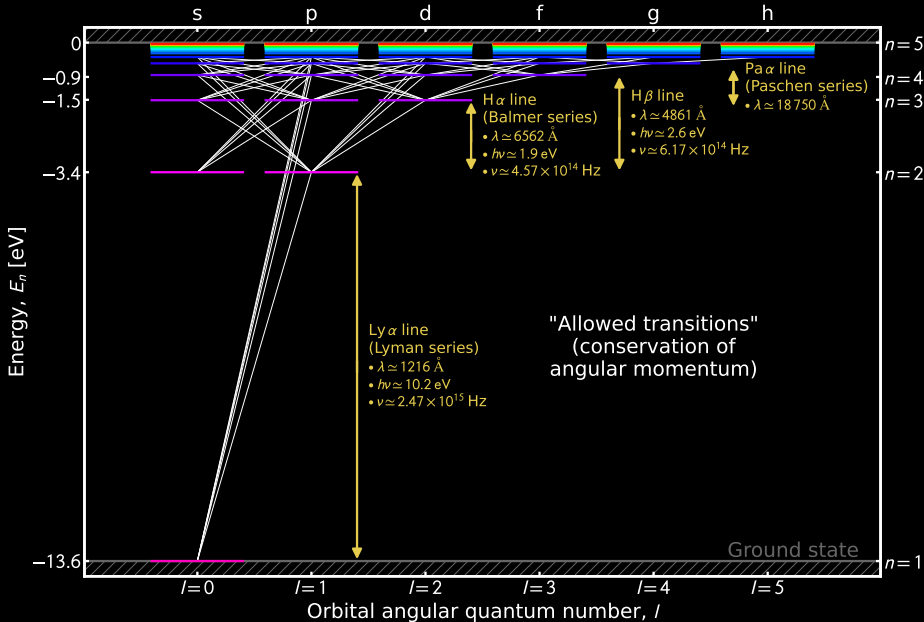 s p d f g h
0
−0.9
−1.5
−3.4
−13.6
n=5
n=4
n=3
n=2
n=1
Energy, Eₙ [eV]
H α line
(Balmer series)
• λ≃6562 Å
• hν≃1.9 eV
• ν≃4.57×10¹⁴ Hz
H β line
• λ≃4861 Å
• hν≃2.6 eV
• ν≃6.17×10¹⁴ Hz
Pa α line
(Paschen series)
• λ≃18 750 Å
Ly α line
(Lyman series)
• λ≃1216 Å
• hν≃10.2 eV
• ν≃2.47×10¹⁵ Hz
"Allowed transitions"
(conservation of
angular momentum)
Ground state
l=0 l=1 l=2 l=3 l=4 l=5
Orbital angular quantum number, l